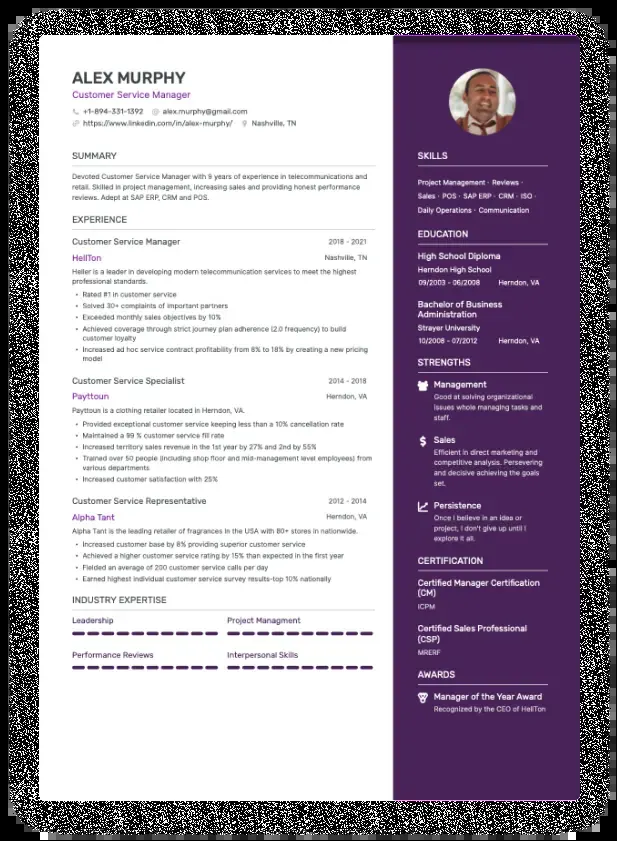 ALEX MURPHY
Customer Service Manager
+1-894-331-1392 alex.murphy@gmail.com
https://www.linkedin.com/in/alex-murphy/ Nashville, TN
SUMMARY
Devoted Customer Service Manager with 9 years of experience in telecommunications and
retail. Skilled in project management, increasing sales and providing honest performance
reviews. Adept at SAP ERP, CRM and POS.
EXPERIENCE
Customer Service Manager 2018 - 2021
HellTon Nashville, TN
Heller is a leader in developing modern telecommunication services to meet the highest
professional standards.
• Rated #1 in customer service
• Solved 30+ complaints of important partners
• Exceeded monthly sales objectives by 10%
• Achieved coverage through strict journey plan adherence (2.0 frequency) to build
customer loyalty
• Increased ad hoc service contract profitability from 8% to 18% by creating a new pricing
model
Customer Service Specialist 2014 - 2018
Payttoun Herndon, VA
Payttoun is a clothing retailer located in Herndon, VA.
• Provided exceptional customer service keeping less than a 10% cancellation rate
• Maintained a 99 % customer service fill rate
• Increased territory sales revenue in the 1st year by 27% and 2nd by 55%
• Trained over 50 people (including shop floor and mid-management level employees) from
various departments
• Increased customer satisfaction with 25%
Customer Service Representative 2012 - 2014
Alpha Tant Herndon, VA
Alpha Tant is the leading retailer of fragrances in the USA with 80+ stores in nationwide.
• Increased customer base by 8% providing superior customer service
• Achieved a higher customer service rating by 15% than expected in the first year
• Fielded an average of 200 customer service calls per day
• Earned highest individual customer service survey results-top 10% nationally
INDUSTRY EXPERTISE
Leadership Project Managment
Performance Reviews Interpersonal Skills
SKILLS
Project Management · Reviews ·
Sales · POS · SAP ERP · CRM · ISO ·
Daily Operations · Communication
EDUCATION
High School Diploma
Herndon High School
09/2003 - 06/2008 Herndon, VA
Bachelor of Business
Administration
Strayer University
10/2008 - 07/2012 Herndon, VA
STRENGTHS
Management
Good at solving organizational
issues whole managing tasks and
staff.
Sales
Efficient in direct marketing and
competitive analysis. Persevering
and decisive achieving the goals
set.
Persistence
Once I believe in an idea or
project, I don't give up until I
explore it all.
CERTIFICATION
Certified Manager Certification
(CM)
ICPM
Certified Sales Professional
(CSP)
MRERF
AWARDS
Manager of the Year Award
Recognized by the CEO of HellTon